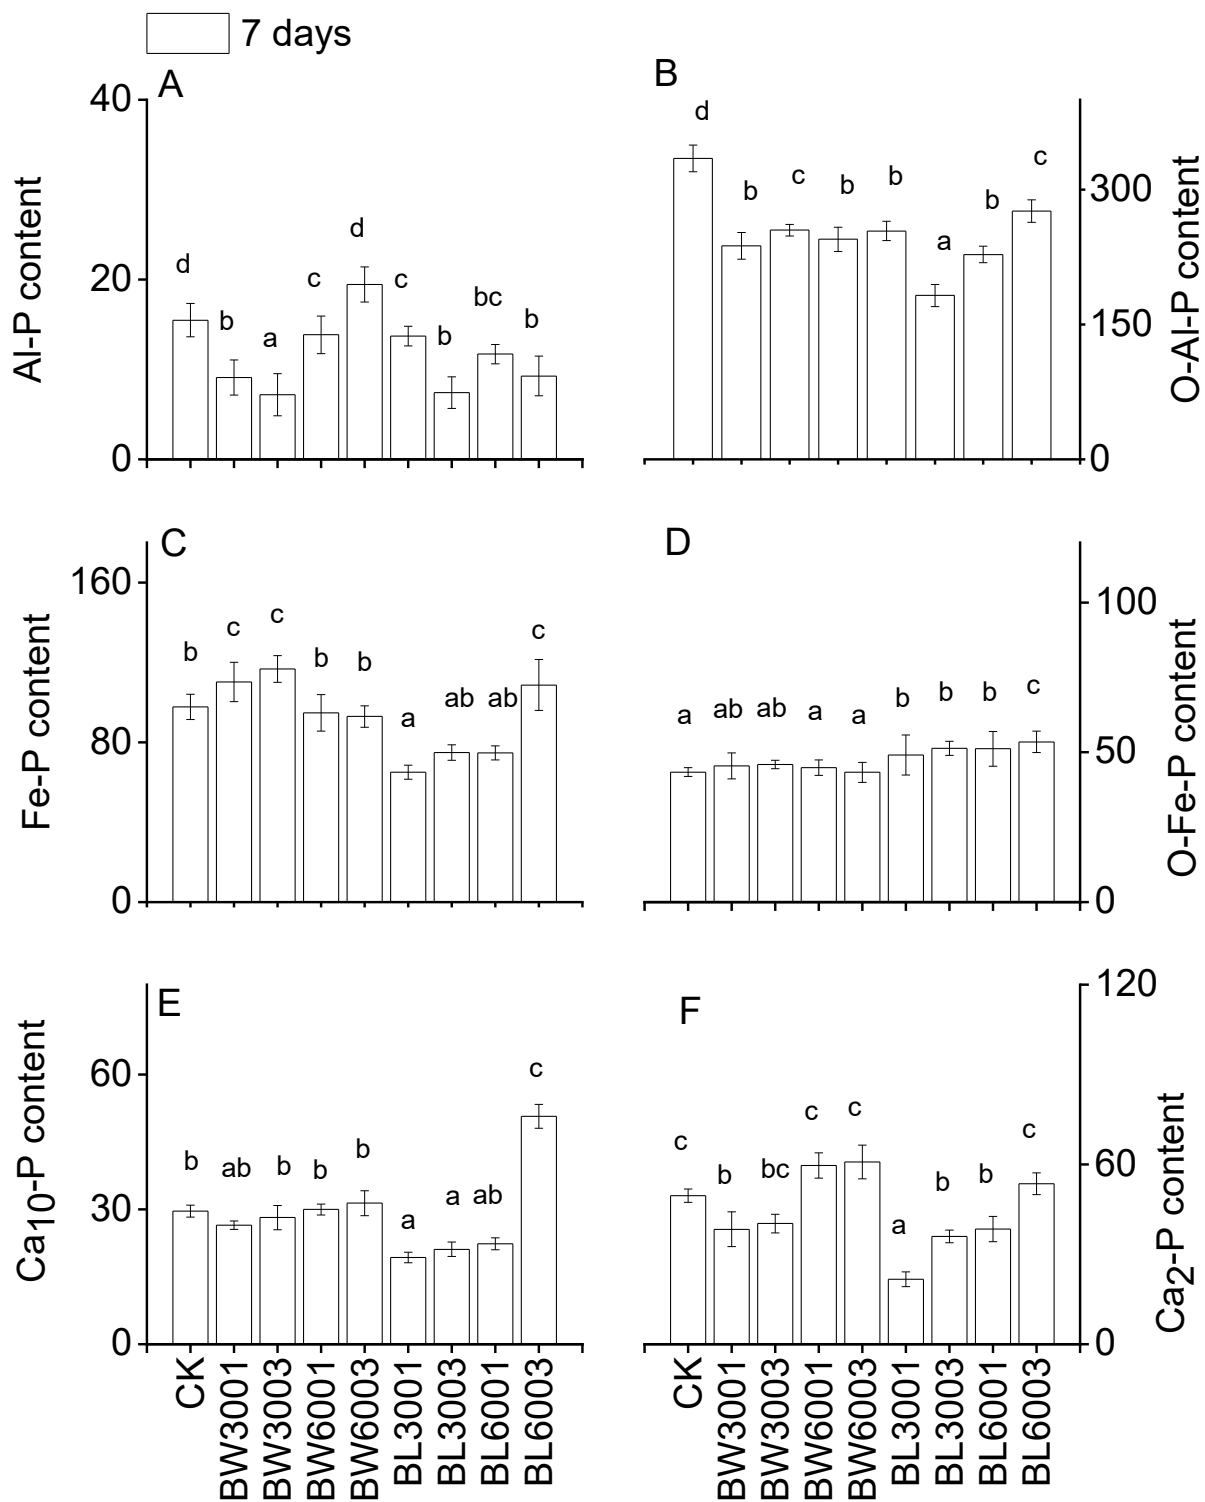 7 days
A
40
20
0
Al-P content
d
b
a
c
d
c
b
bc
b
B
d
b
c
b
b
a
b
c
300
150
0
O-Al-P content
C
160
80
0
Fe-P content
b
c
c
b
b
a
ab
ab
c
D
a
ab
ab
a
a
b
b
b
c
100
50
0
O-Fe-P content
E
60
30
0
Ca10-P content
b
ab
b
b
b
a
a
ab
c
CK
BW3001
BW3003
BW6001
BW6003
BL3001
BL3003
BL6001
BL6003
F
c
b
bc
c
c
a
b
b
c
120
60
0
Ca2-P content
CK
BW3001
BW3003
BW6001
BW6003
BL3001
BL3003
BL6001
BL6003